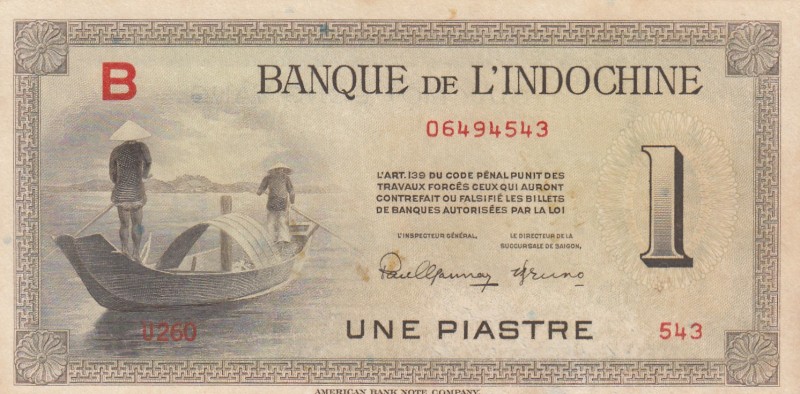 B
BANQUE DE L'INDOCHINE
06494543
L'ART. 139 DU CODE PÉNAL PUNIT DES
TRAVAUX FORCÉS CEUX QUI AURONT
CONTREFAIT OU FALSIFIÉ LES BILLETS
DE BANQUES AUTORISÉES PAR LA LOI
1
L'INSPECTEUR GÉNÉRAL,
LE DIRECTEUR DE LA
SUCCURSALE DE SAIGON,
U260
UNE PIASTRE
543
AMERICAN BANK NOTE COMPANY